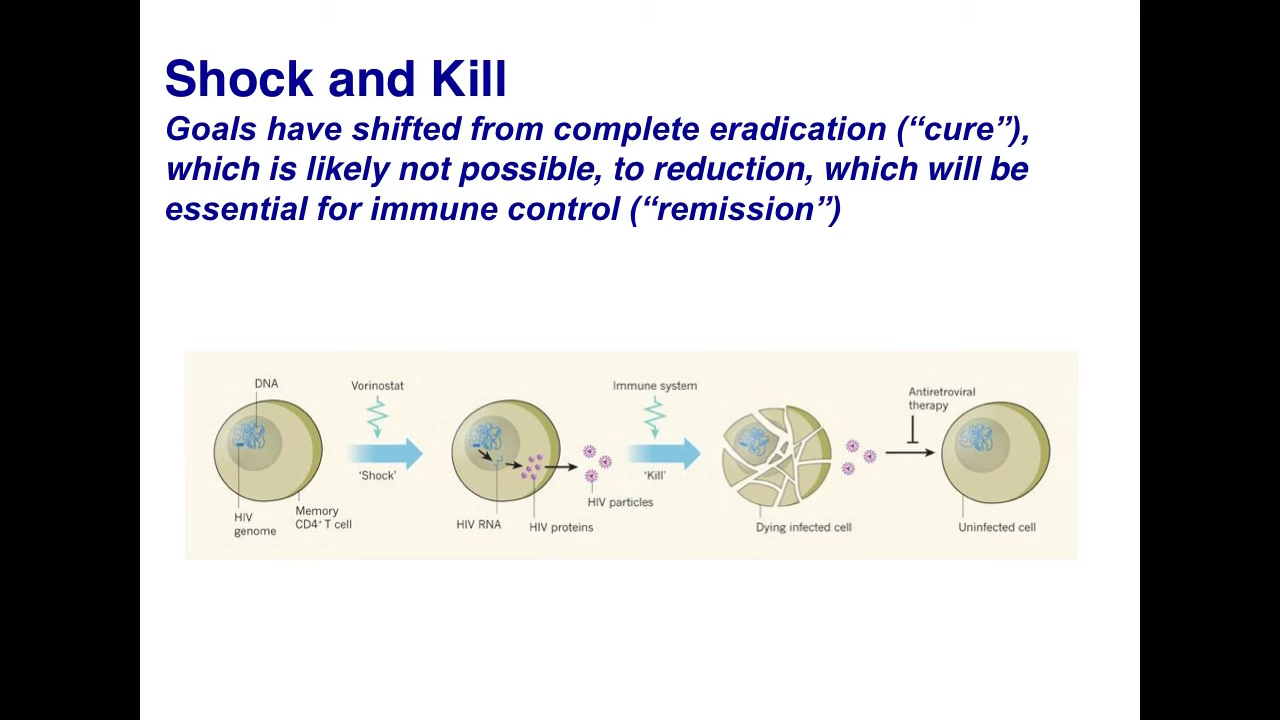 Shock and Kill
Goals have shifted from complete eradication (“cure”),
which is likely not possible, to reduction, which will be
essential for immune control (“remission”)
DNA
Vorinostat
Immune system
Antiretroviral
therapy
‘Shock’
‘Kill’
HIV
genome
Memory
CD4⁺ T cell
HIV RNA
HIV proteins
HIV particles
Dying infected cell
Uninfected cell